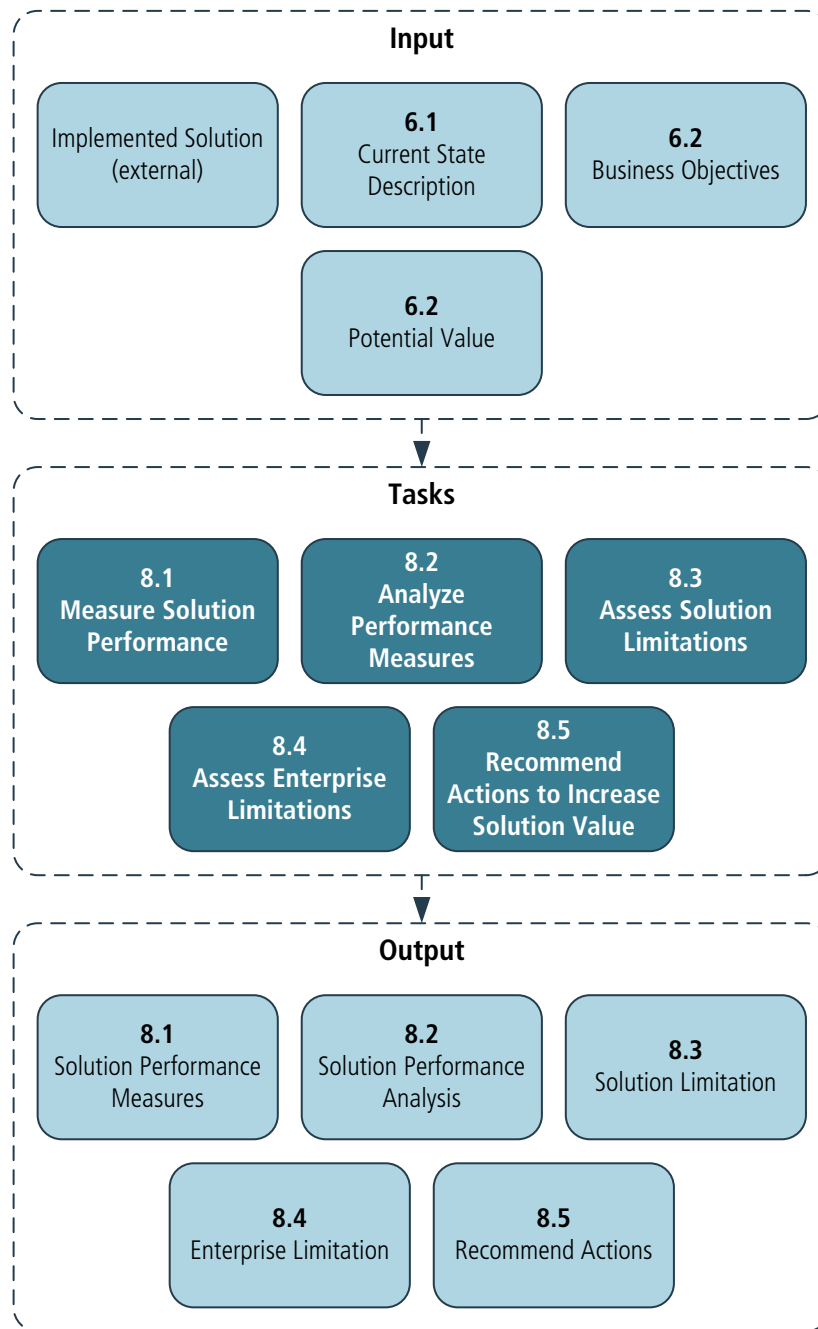 Input
Implemented Solution
(external)
6.1
Current State
Description
6.2
Business Objectives
6.2
Potential Value
Tasks
8.1
Measure Solution
Performance
8.2
Analyze
Performance
Measures
8.3
Assess Solution
Limitations
8.4
Assess Enterprise
Limitations
8.5
Recommend
Actions to Increase
Solution Value
Output
8.1
Solution Performance
Measures
8.2
Solution Performance
Analysis
8.3
Solution Limitation
8.4
Enterprise Limitation
8.5
Recommend Actions